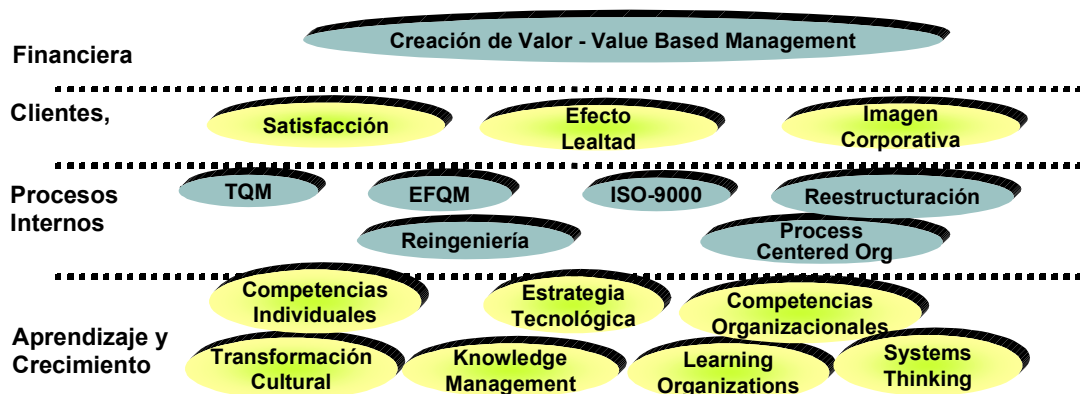 Financiera
Creación de Valor - Value Based Management
Clientes,
Satisfacción
Efecto
Lealtad
Imagen
Corporativa
Procesos
Internos
TQM
EFQM
ISO-9000
Reestructuración
Reingeniería
Process
Centered Org
Aprendizaje y
Crecimiento
Competencias
Individuales
Estrategia
Tecnológica
Competencias
Organizacionales
Transformación
Cultural
Knowledge
Management
Learning
Organizations
Systems
Thinking